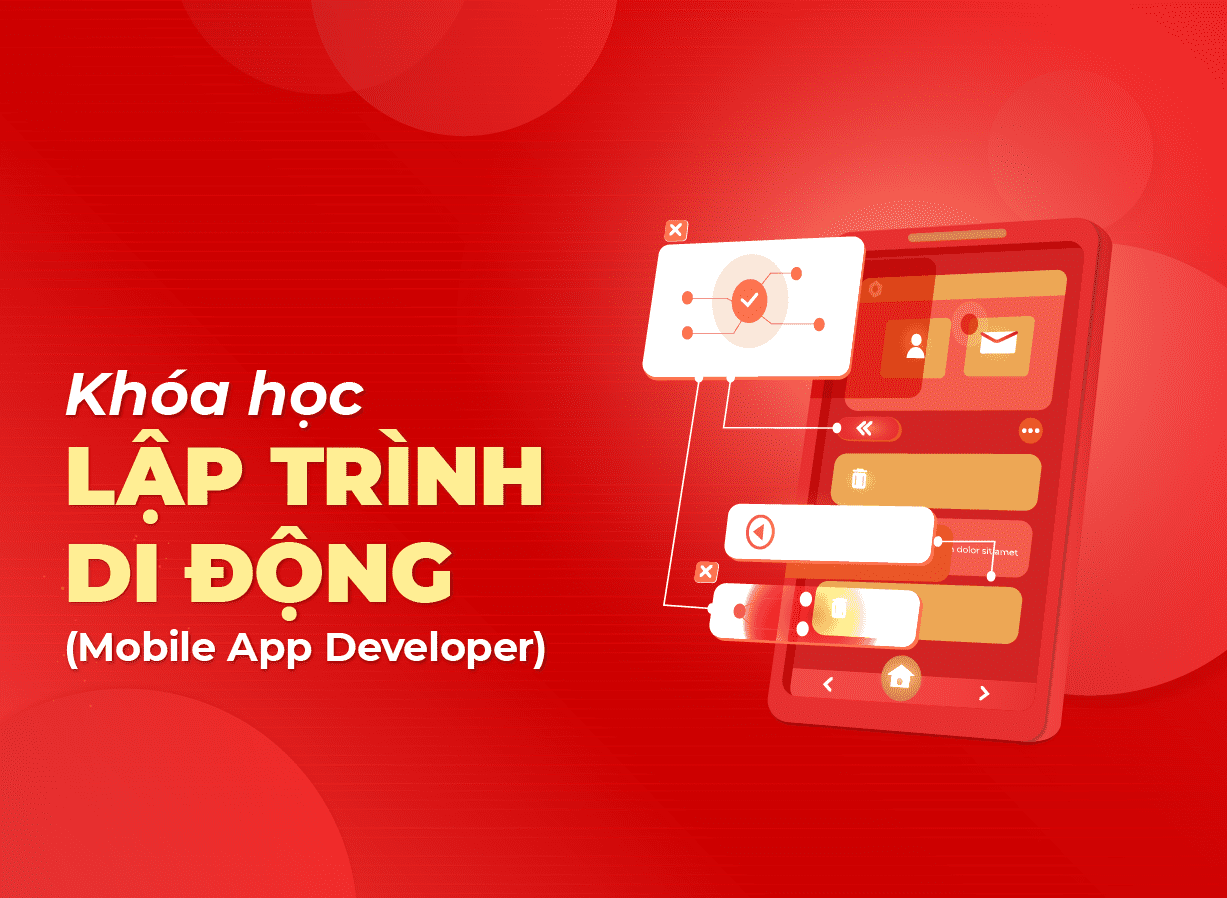 Khóa học
LẬP TRÌNH
DI ĐỘNG
(Mobile App Developer)
dolor sit amet